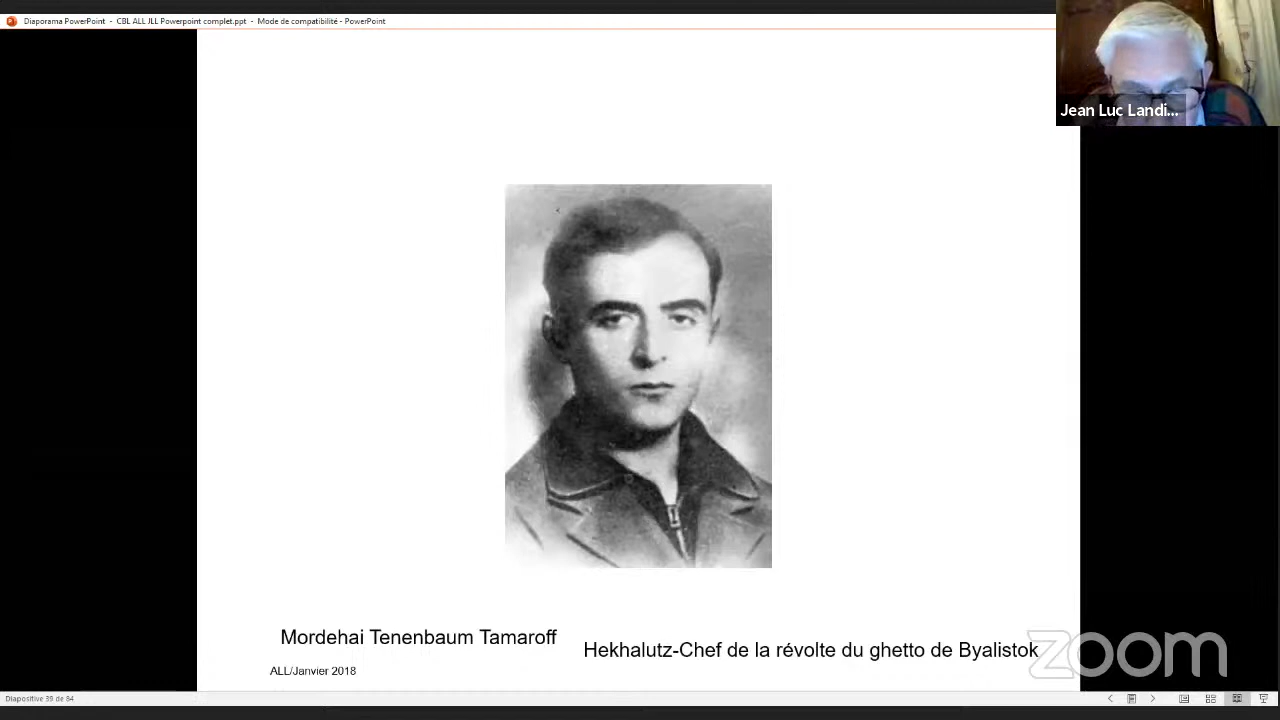 Diaporama PowerPoint - CBL ALL JLL Powerpoint complet.ppt - Mode de compatibilité - PowerPoint
Jean Luc Landi...
Mordehai Tenenbaum Tamaroff
Hekhalutz-Chef de la révolte du ghetto de Byalistok
ALL/Janvier 2018
zoom
Diapositive 39 de 84